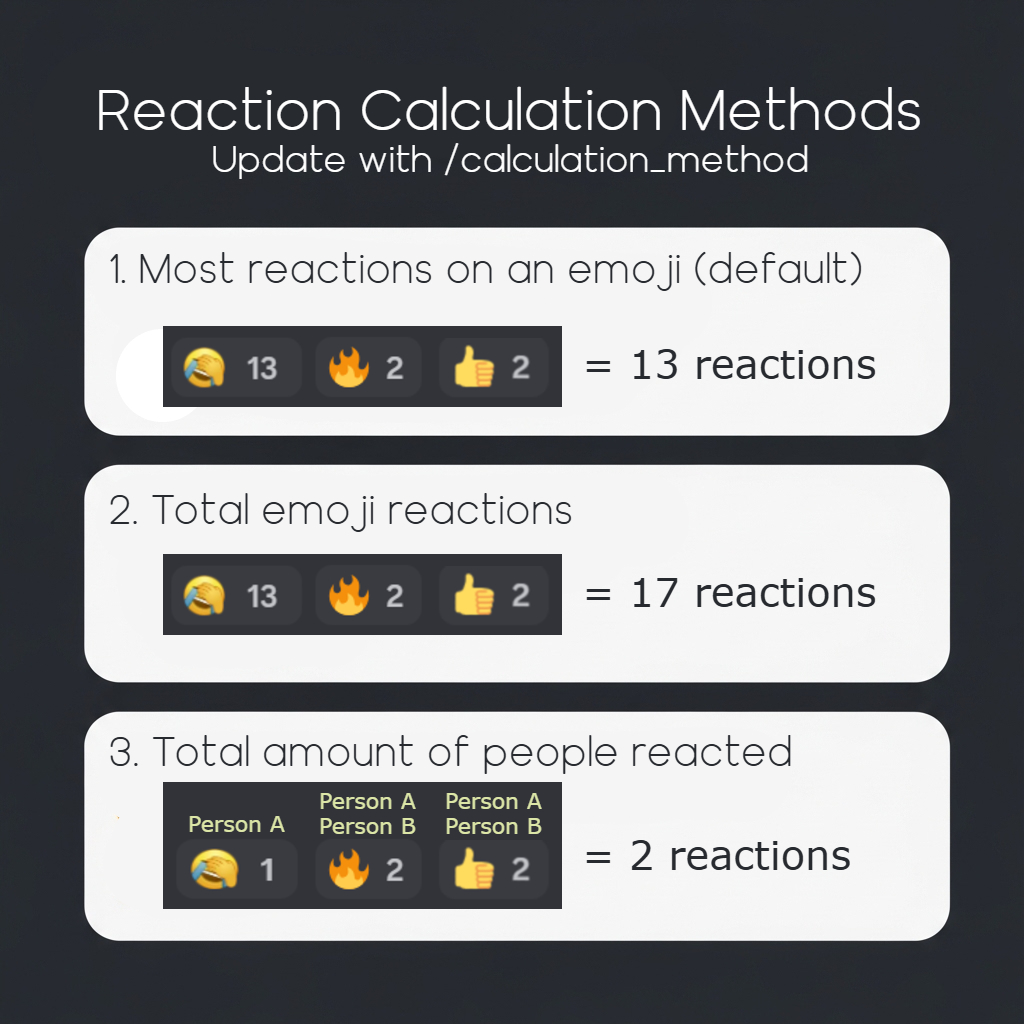 Reaction Calculation Methods
Update with /calculation_method
1. Most reactions on an emoji (default)
13 2 2 = 13 reactions
2. Total emoji reactions
13 2 2 = 17 reactions
3. Total amount of people reacted
Person A Person A
Person A Person B Person B
1 2 2 = 2 reactions